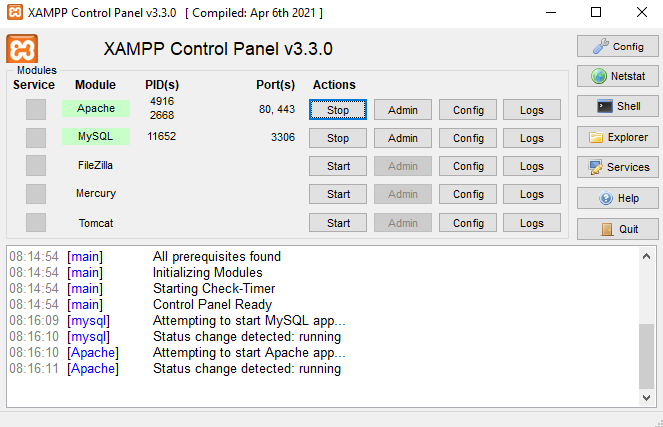 XAMPP Control Panel v3.3.0 [ Compiled: Apr 6th 2021 ]
XAMPP Control Panel v3.3.0
Config
Modules
Service Module PID(s) Port(s) Actions
Netstat
Apache 4916 2668 80, 443 Stop Admin Config Logs
Shell
MySQL 11652 3306 Stop Admin Config Logs
Explorer
FileZilla Start Admin Config Logs
Services
Mercury Start Admin Config Logs
Help
Tomcat Start Admin Config Logs
Quit
08:14:54 [main] All prerequisites found
08:14:54 [main] Initializing Modules
08:14:54 [main] Starting Check-Timer
08:14:54 [main] Control Panel Ready
08:16:09 [mysql] Attempting to start MySQL app...
08:16:10 [mysql] Status change detected: running
08:16:10 [Apache] Attempting to start Apache app...
08:16:11 [Apache] Status change detected: running